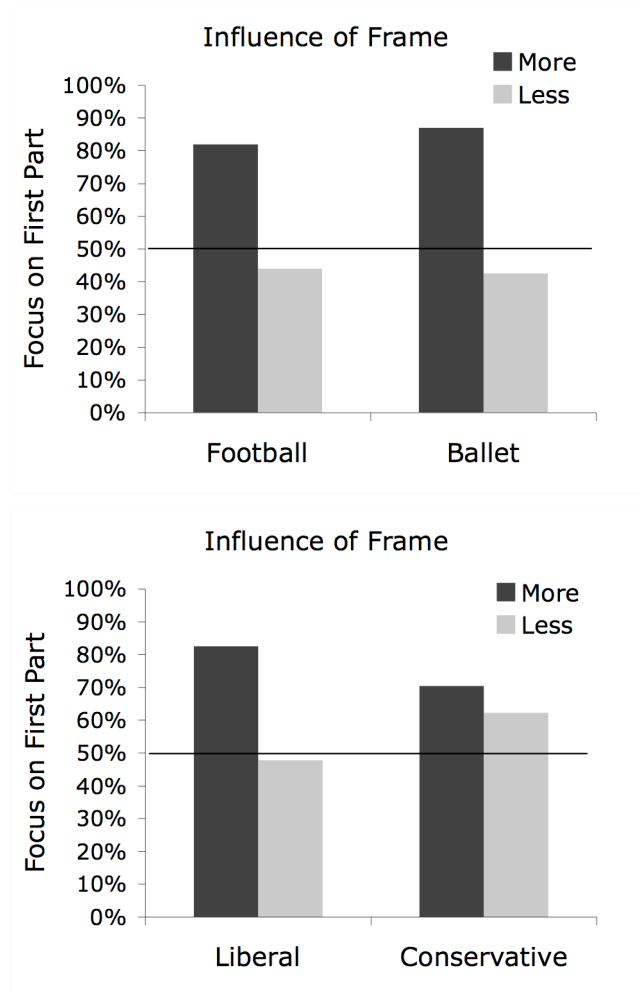 Influence of Frame
More
Less
Focus on First Part
100%
90%
80%
70%
60%
50%
40%
30%
20%
10%
0%
Football
Ballet
Influence of Frame
More
Less
Focus on First Part
100%
90%
80%
70%
60%
50%
40%
30%
20%
10%
0%
Liberal
Conservative